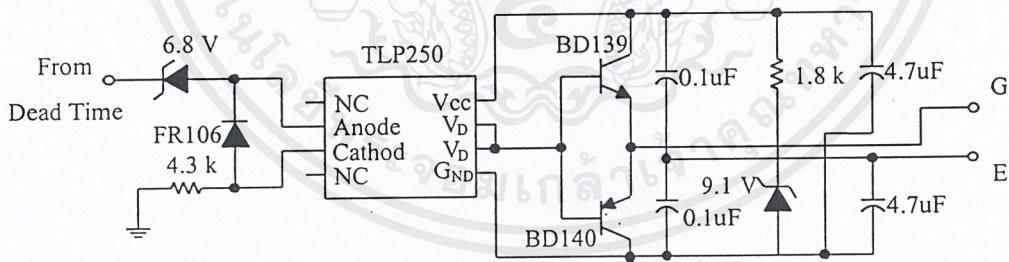 6.8 V
From
Dead Time
FR106
4.3 k
TLP250
NC
Anode
Cathod
NC
Vcc
VD
VD
GND
BD139
BD140
0.1uF
0.1uF
1.8 k
9.1 V
4.7uF
4.7uF
G
E